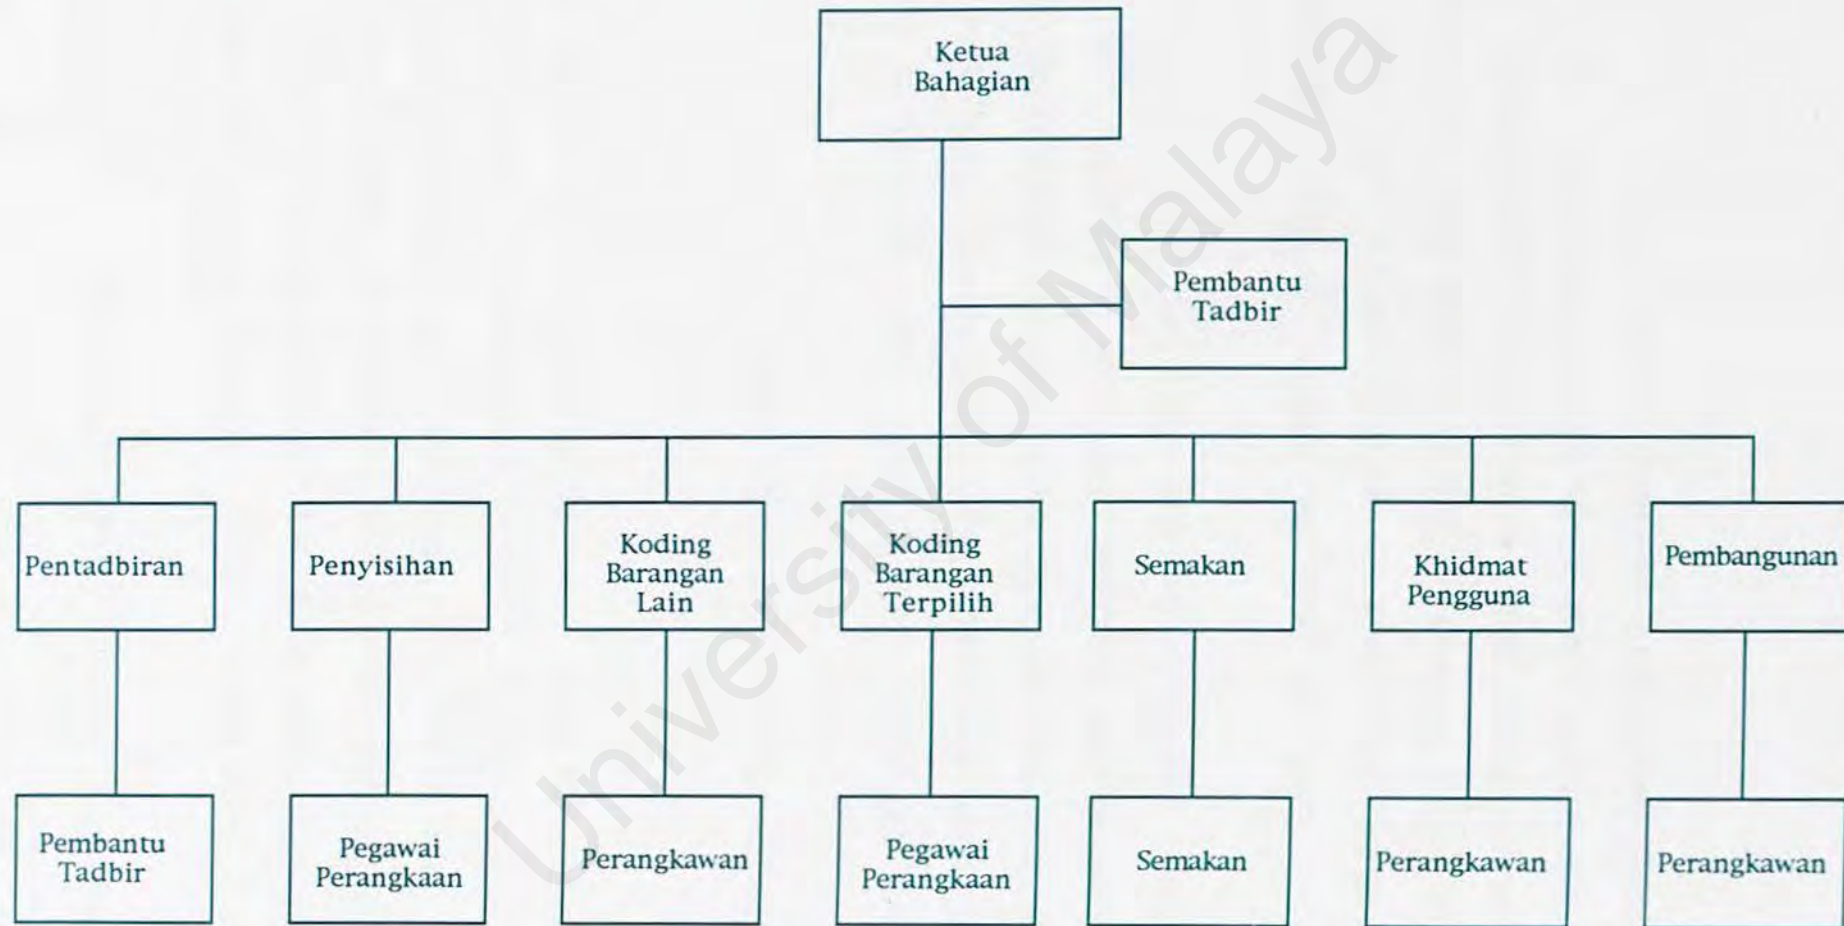 Ketua
Bahagian
Pembantu
Tadbir
Pentadbiran
Penyisihan
Koding
Barangan
Lain
Koding
Barangan
Terpilih
Semakan
Khidmat
Pengguna
Pembangunan
Pembantu
Tadbir
Pegawai
Perangkaan
Perangkawan
Pegawai
Perangkaan
Semakan
Perangkawan
Perangkawan
University of Malaya